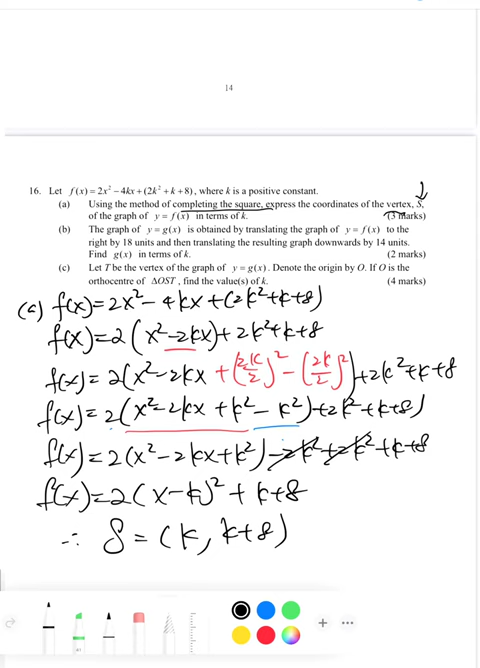 14
16. Let f(x) = 2x² − 4kx + (2k² + k + 8), where k is a positive constant.
(a) Using the method of completing the square, express the coordinates of the vertex, S,
of the graph of y = f(x) in terms of k. (3 marks)
(b) The graph of y = g(x) is obtained by translating the graph of y = f(x) to the
right by 18 units and then translating the resulting graph downwards by 14 units.
Find g(x) in terms of k. (2 marks)
(c) Let T be the vertex of the graph of y = g(x). Denote the origin by O. If O is the
orthocentre of ΔOST, find the value(s) of k. (4 marks)
(a) f(x) = 2x² − 4kx + (2k² + k + 8)
f(x) = 2(x² − 2kx) + 2k² + k + 8
f(x) = 2(x² − 2kx + (2k/2)² − (2k/2)²) + 2k² + k + 8
f(x) = 2(x² − 2kx + k² − k²) + 2k² + k + 8)
f(x) = 2(x² − 2kx + k²) − 2k² + 2k² + k + 8
f(x) = 2(x − k)² + k + 8
∴ S = (k, k + 8)